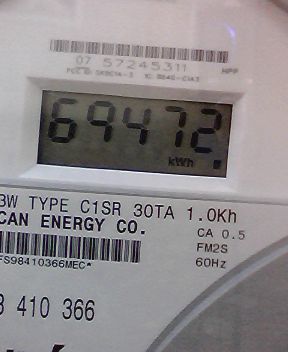 07 57245311
69472
kWh
3W TYPE C1SR 30TA 1.0Kh
CAN ENERGY CO.
CA 0.5
FM2S
FS98410366MEC*
60Hz
410 366